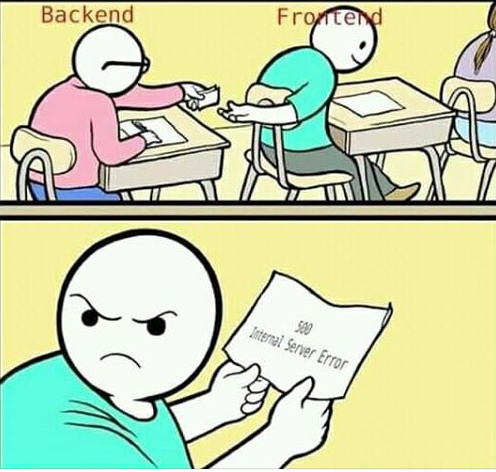 Backend
Frontend
500
Internal Server Error